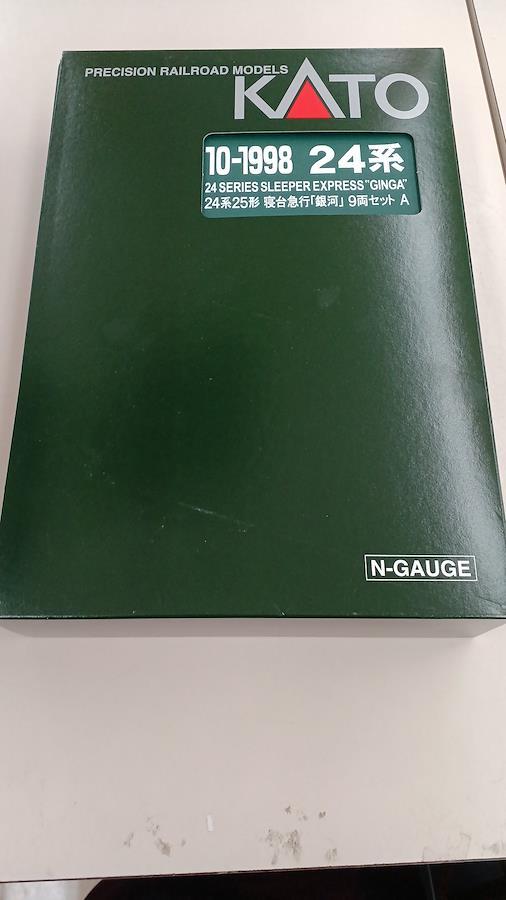 PRECISION RAILROAD MODELS
KATO
10-1998 24系
24 SERIES SLEEPER EXPRESS "GINGA"
24系25形 寝台急行「銀河」 9両セット A
N-GAUGE